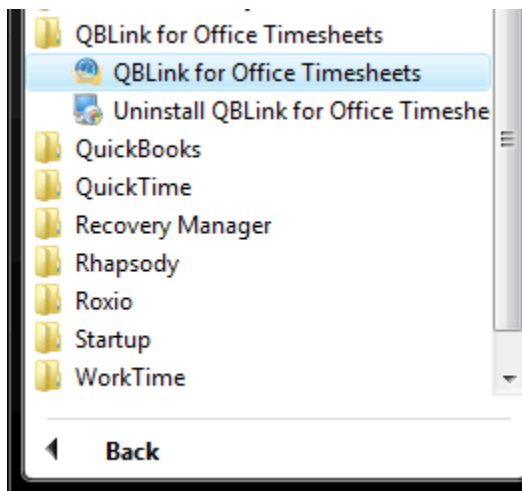 QBLink for Office Timesheets
QBLink for Office Timesheets
Uninstall QBLink for Office Timeshe
QuickBooks
QuickTime
Recovery Manager
Rhapsody
Roxio
Startup
WorkTime
Back